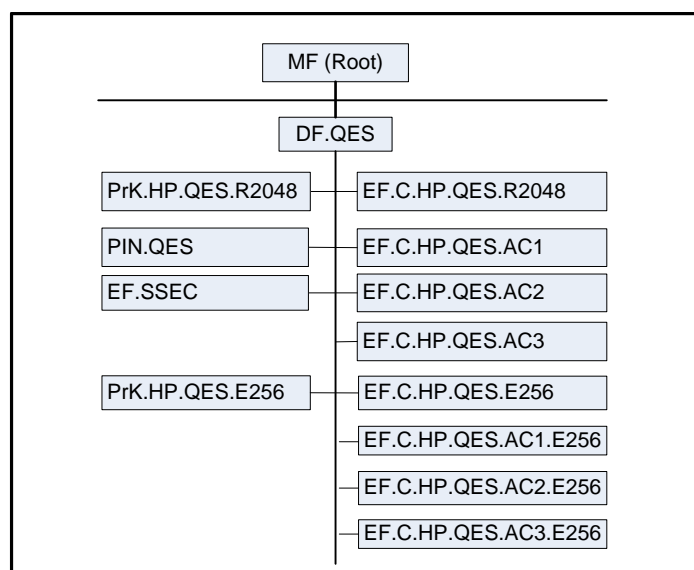 MF (Root)
DF.QES
PrK.HP.QES.R2048
EF.C.HP.QES.R2048
PIN.QES
EF.C.HP.QES.AC1
EF.SSEC
EF.C.HP.QES.AC2
EF.C.HP.QES.AC3
PrK.HP.QES.E256
EF.C.HP.QES.E256
EF.C.HP.QES.AC1.E256
EF.C.HP.QES.AC2.E256
EF.C.HP.QES.AC3.E256